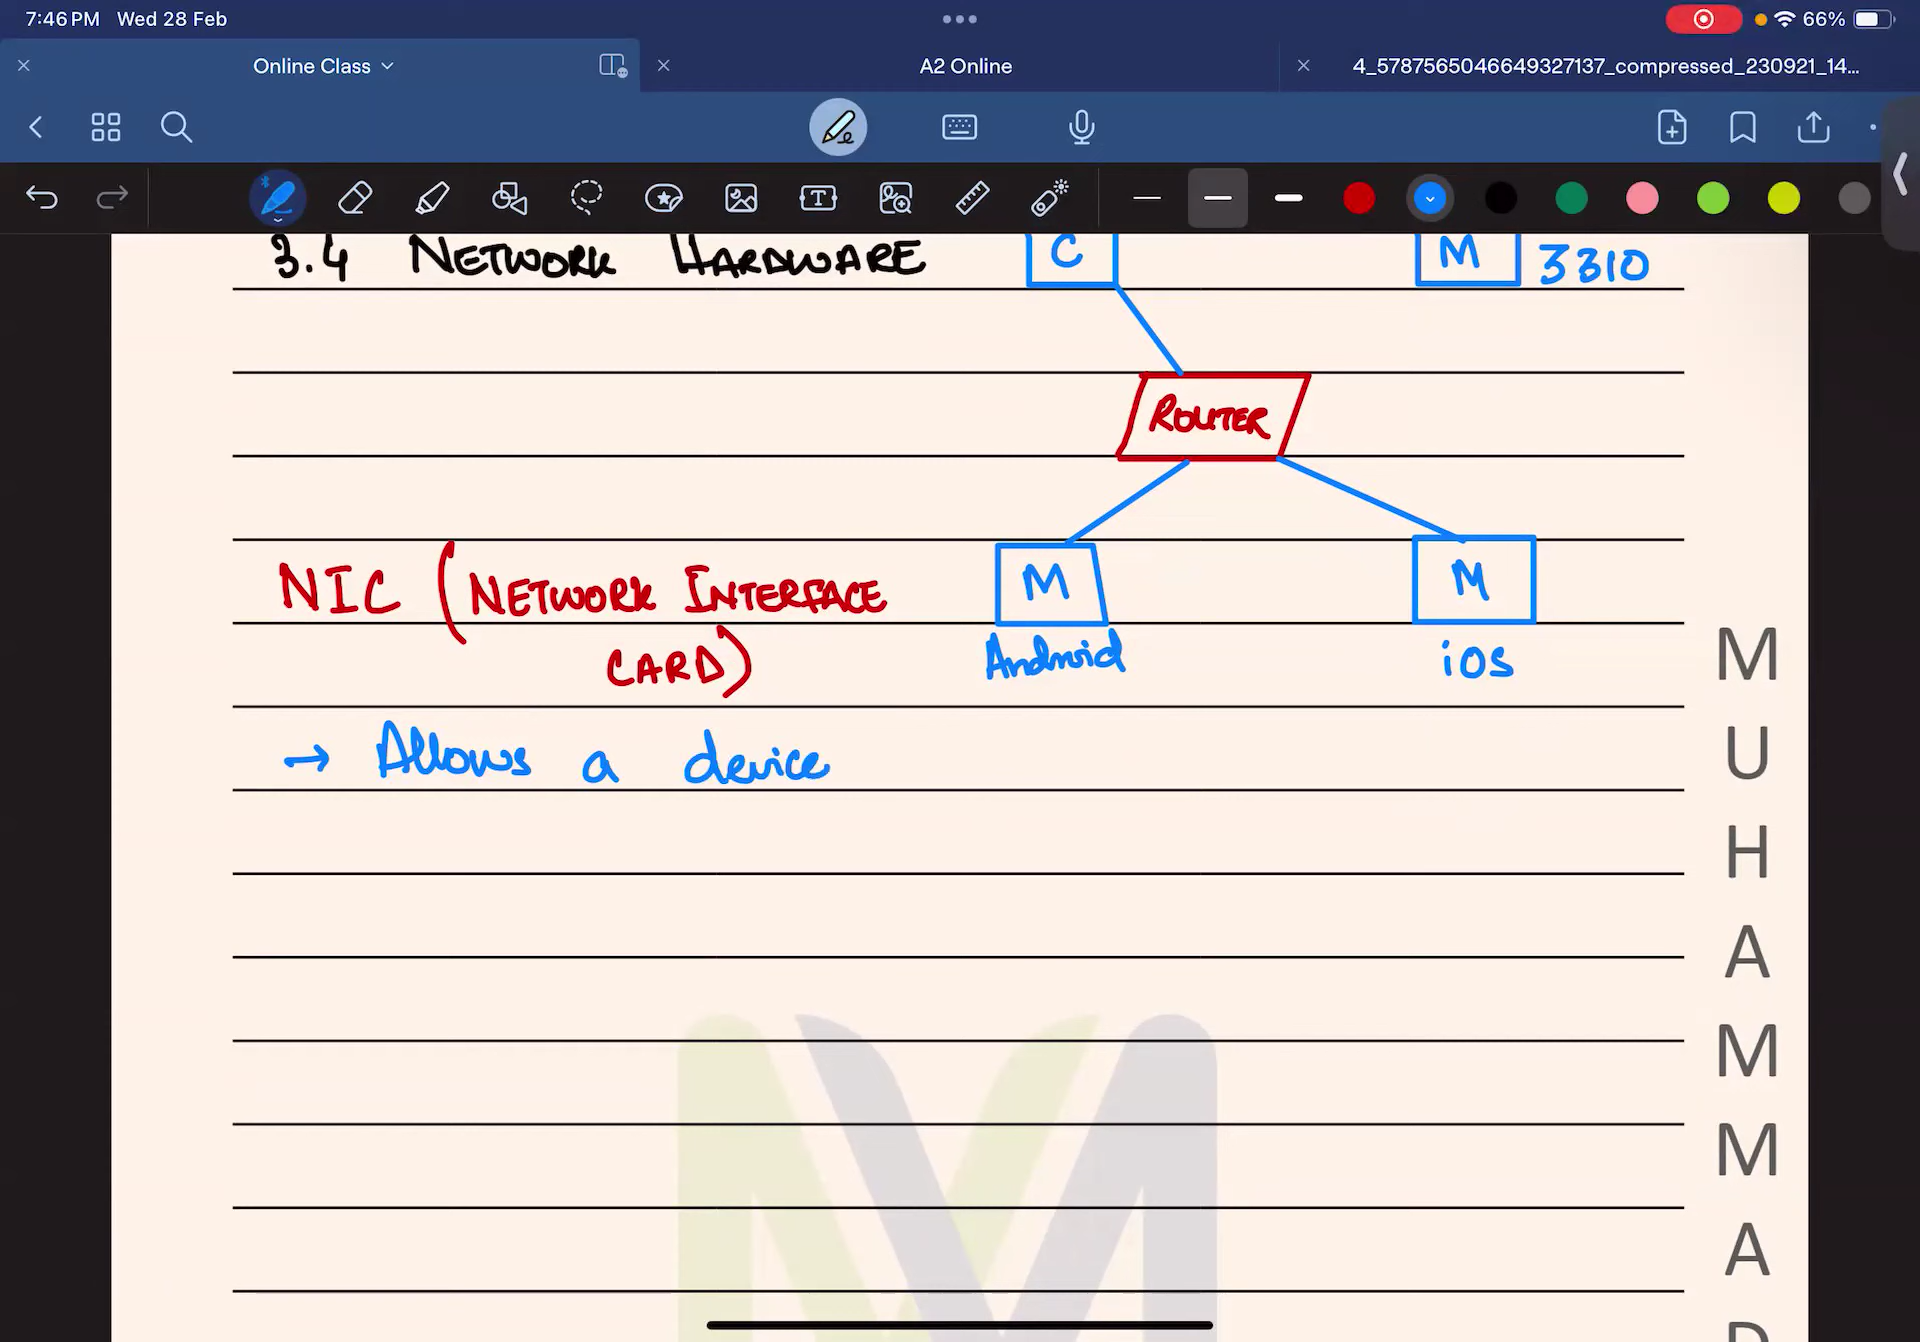 7:46 PM Wed 28 Feb 66%
Online Class A2 Online 4_5787565046649327137_compressed_230921_14...
3.4 NETWORK HARDWARE C M 3310
ROUTER
NIC (NETWORK INTERFACE M M
CARD) Android iOS
→ Allows a device
M
U
H
A
M
M
A